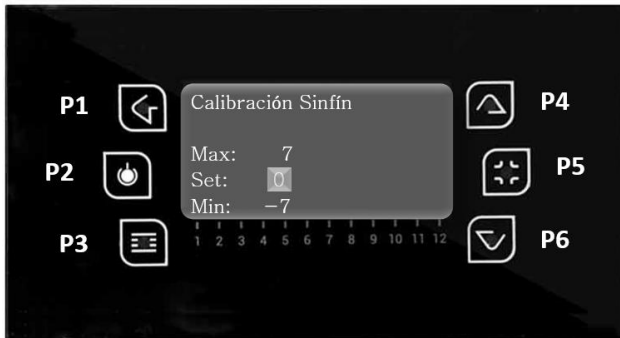 P1
P2
P3
Calibración Sinfín
Max: 7
Set: 0
Min: −7
1 2 3 4 5 6 7 8 9 10 11 12
P4
P5
P6